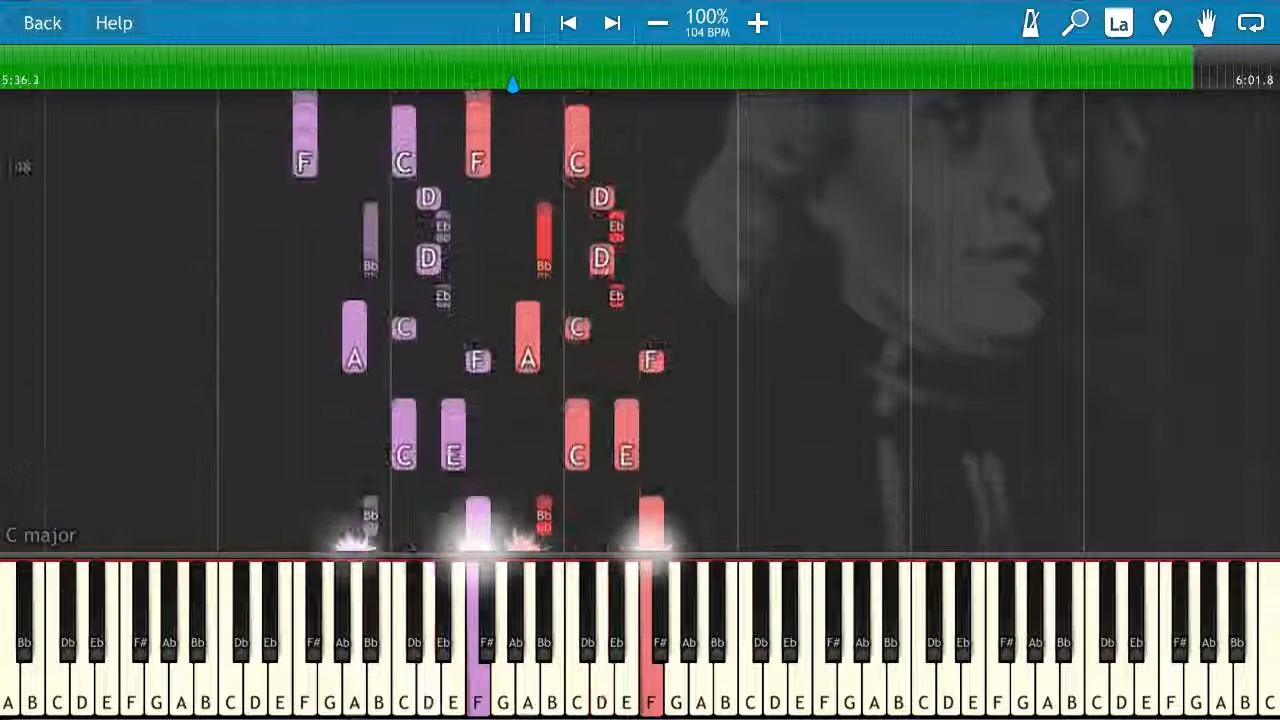 Back Help 100% La
104 BPM
5:36.2 6:01.8
F C F C
48
D D
Eb Eb
D D
Bb Bb
Eb Eb
C C
A F A F
C E C E
Bb Bb
C major
Bb Db Eb F# Ab Bb Db Eb F# Ab Bb Db Eb F# Ab Bb Db Eb F# Ab Bb Db Eb F# Ab Bb Db Eb F# Ab Bb Db Eb F# Ab Bb
A B C D E F G A B C D E F G A B C D E F G A B C D E F G A B C D E F G A B C D E F G A B C D E F G A B C